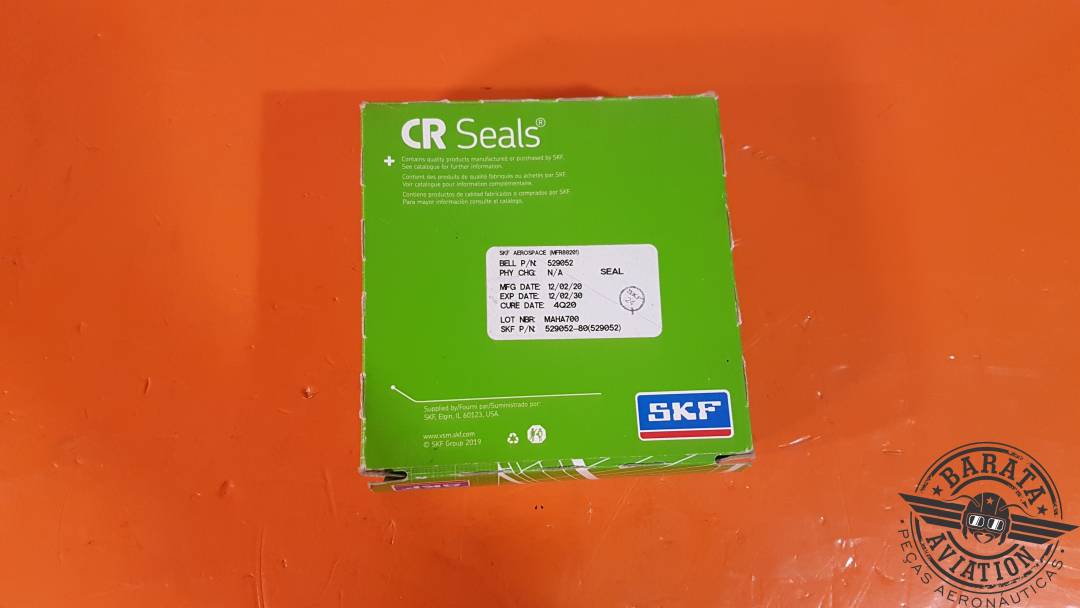 CR Seals®
Contains quality products manufactured or purchased by SKF.
See catalogue for further information.
Contient des produits de qualité fabriqués ou achetés par SKF.
Voir catalogue pour information complémentaire.
Contiene productos de calidad fabricados o comprados por SKF.
Para mayor información consulte el catálogo.
SKF AEROSPACE (MFR80201)
BELL P/N: 529052
PHY CHG: N/A SEAL
MFG DATE: 12/02/20
EXP DATE: 12/02/30
CURE DATE: 4Q20
SKF
LOT NBR: MAHA700
SKF P/N: 529052-80(529052)
Supplied by/Fourni par/Suministrado por:
SKF, Elgin, IL 60123, USA
www.vsm.skf.com
© SKF Group 2019
SKF
SKF
BARATA
AVIATION
PEÇAS AERONÁUTICAS